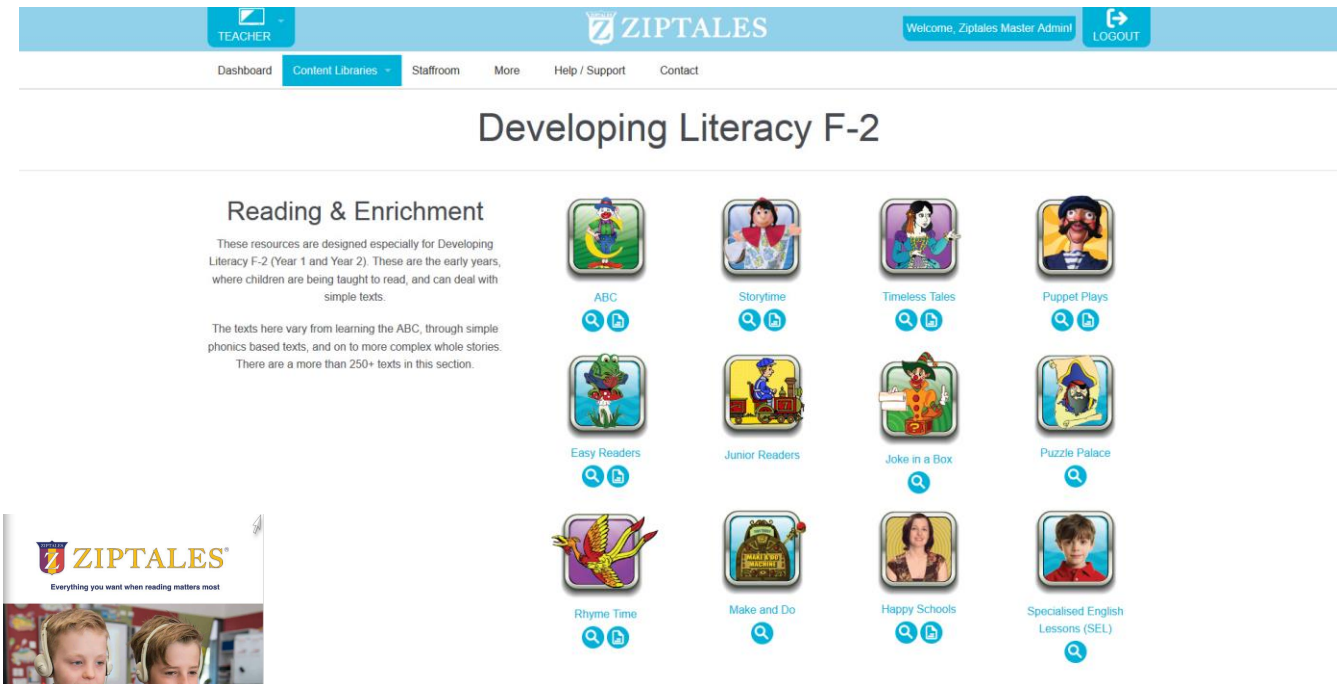 TEACHER
ZIPTALES
ZIPTALES
Welcome, Ziptales Master Admin!
LOGOUT
Dashboard
Content Libraries
Staffroom
More
Help / Support
Contact
Developing Literacy F-2
Reading & Enrichment
These resources are designed especially for Developing
Literacy F-2 (Year 1 and Year 2). These are the early years,
where children are being taught to read, and can deal with
simple texts.
The texts here vary from learning the ABC, through simple
phonics based texts, and on to more complex whole stories.
There are a more than 250+ texts in this section.
ABC
Storytime
Timeless Tales
Puppet Plays
Easy Readers
Junior Readers
Joke in a Box
Puzzle Palace
MAKE & DO
MACHINE
Rhyme Time
Make and Do
Happy Schools
Specialised English
Lessons (SEL)
ZIPTALES
Z ZIPTALES®
Everything you want when reading matters most